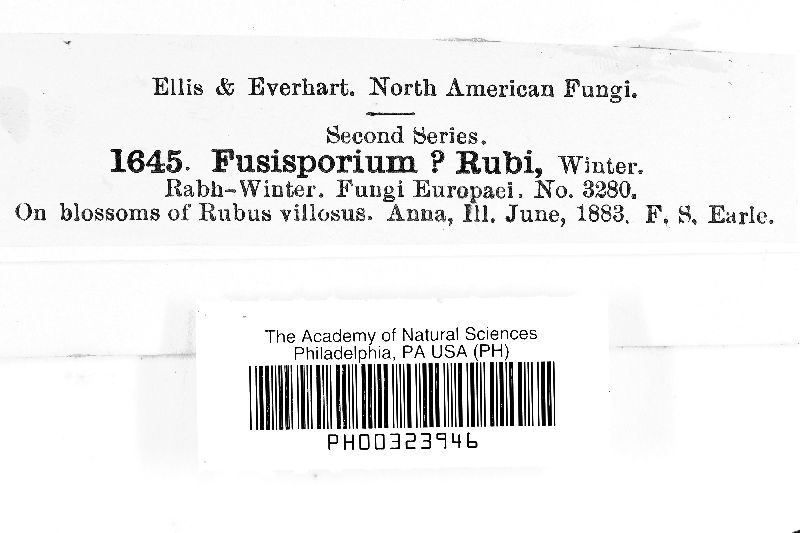 Ellis & Everhart. North American Fungi.
Second Series.
1645. Fusisporium ? Rubi, Winter.
Rabh-Winter. Fungi Europaei. No. 3280.
On blossoms of Rubus villosus. Anna, Ill. June, 1883. F. S. Earle.
The Academy of Natural Sciences
Philadelphia, PA USA (PH)
PH00323946